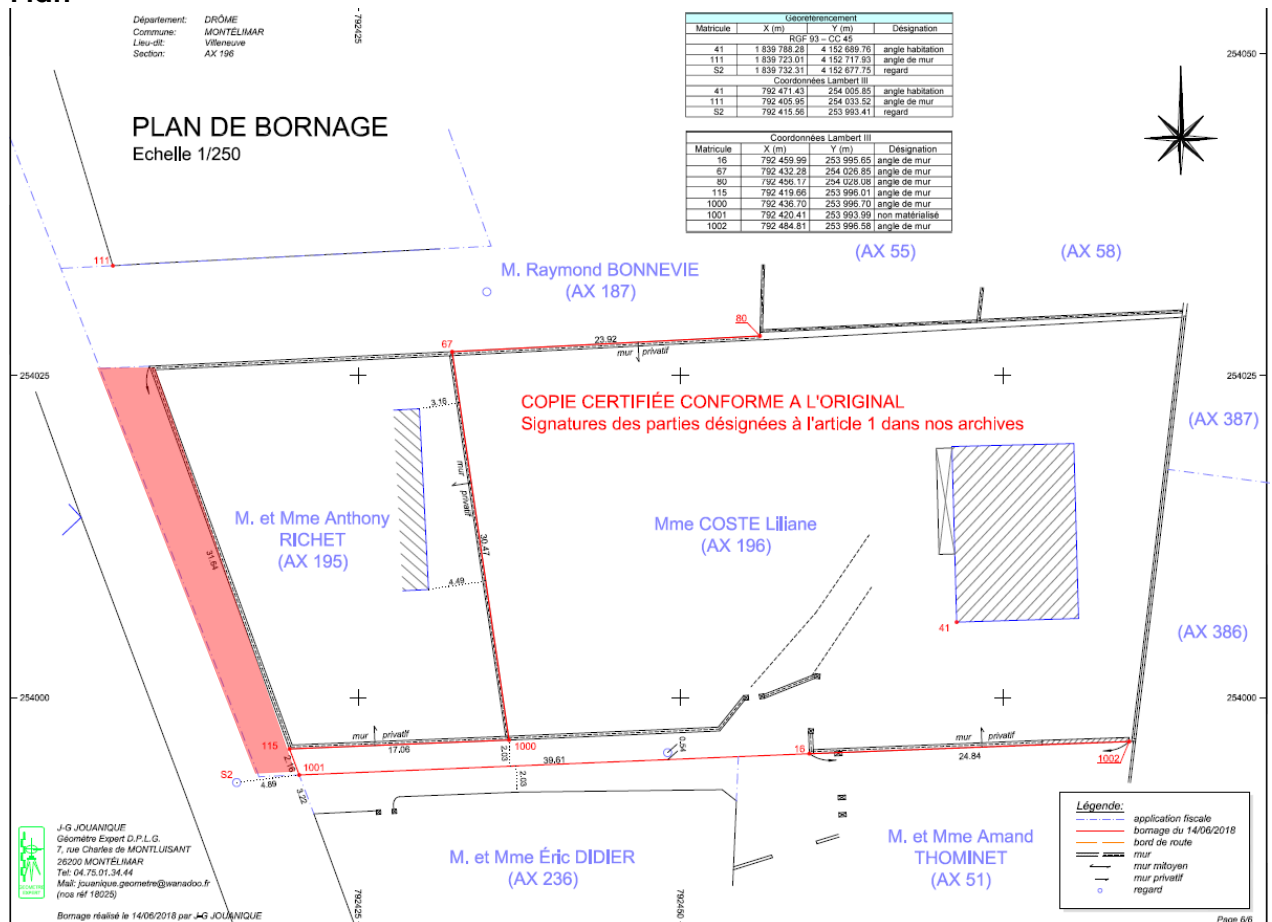 Plan
Département: DRÔME
Commune: MONTÉLIMAR
Lieu-dit: Villeneuve
Section: AX 196
792425
PLAN DE BORNAGE
Echelle 1/250
Géoréférencement
Matricule X (m) Y (m) Désignation
RGF 93 – CC 45
41 1 839 788.28 4 152 689.76 angle habitation
111 1 839 723.01 4 152 717.93 angle de mur
S2 1 839 732.31 4 152 677.75 regard
Coordonnées Lambert III
41 792 471.43 254 005.85 angle habitation
111 792 405.95 254 033.52 angle de mur
S2 792 415.56 253 993.41 regard
Coordonnées Lambert III
Matricule X (m) Y (m) Désignation
16 792 459.99 253 995.65 angle de mur
67 792 432.28 254 026.85 angle de mur
80 792 456.17 254 028.08 angle de mur
115 792 419.66 253 996.01 angle de mur
1000 792 436.70 253 996.70 angle de mur
1001 792 420.41 253 993.99 non matérialisé
1002 792 484.81 253 996.58 angle de mur
254050
111
M. Raymond BONNEVIE
(AX 187)
(AX 55)
(AX 58)
80
67
23.92
mur privatif
254025
254025
3.16
COPIE CERTIFIÉE CONFORME A L'ORIGINAL
Signatures des parties désignées à l'article 1 dans nos archives
(AX 387)
mur privatif
30.47
M. et Mme Anthony
RICHET
(AX 195)
Mme COSTE Liliane
(AX 196)
31.64
4.49
41
(AX 386)
254000
254000
115
mur privatif
17.06
1000
2.03
39.61
0.54
16
mur privatif
24.84
1002
2.16
1001
S2
4.89
3.22
2.03
J-G JOUANIQUE
Géomètre Expert D.P.L.G.
7, rue Charles de MONTLUISANT
26200 MONTÉLIMAR
Tel: 04.75.01.34.44
Mail: jouanique.geometre@wanadoo.fr
(nos réf 18025)
GEOMETRE
EXPERT
Bornage réalisé le 14/06/2018 par J-G JOUANIQUE
792425
M. et Mme Éric DIDIER
(AX 236)
792450
M. et Mme Amand
THOMINET
(AX 51)
Légende:
application fiscale
bornage du 14/06/2018
bord de route
mur
mur mitoyen
mur privatif
regard
Page 6/6